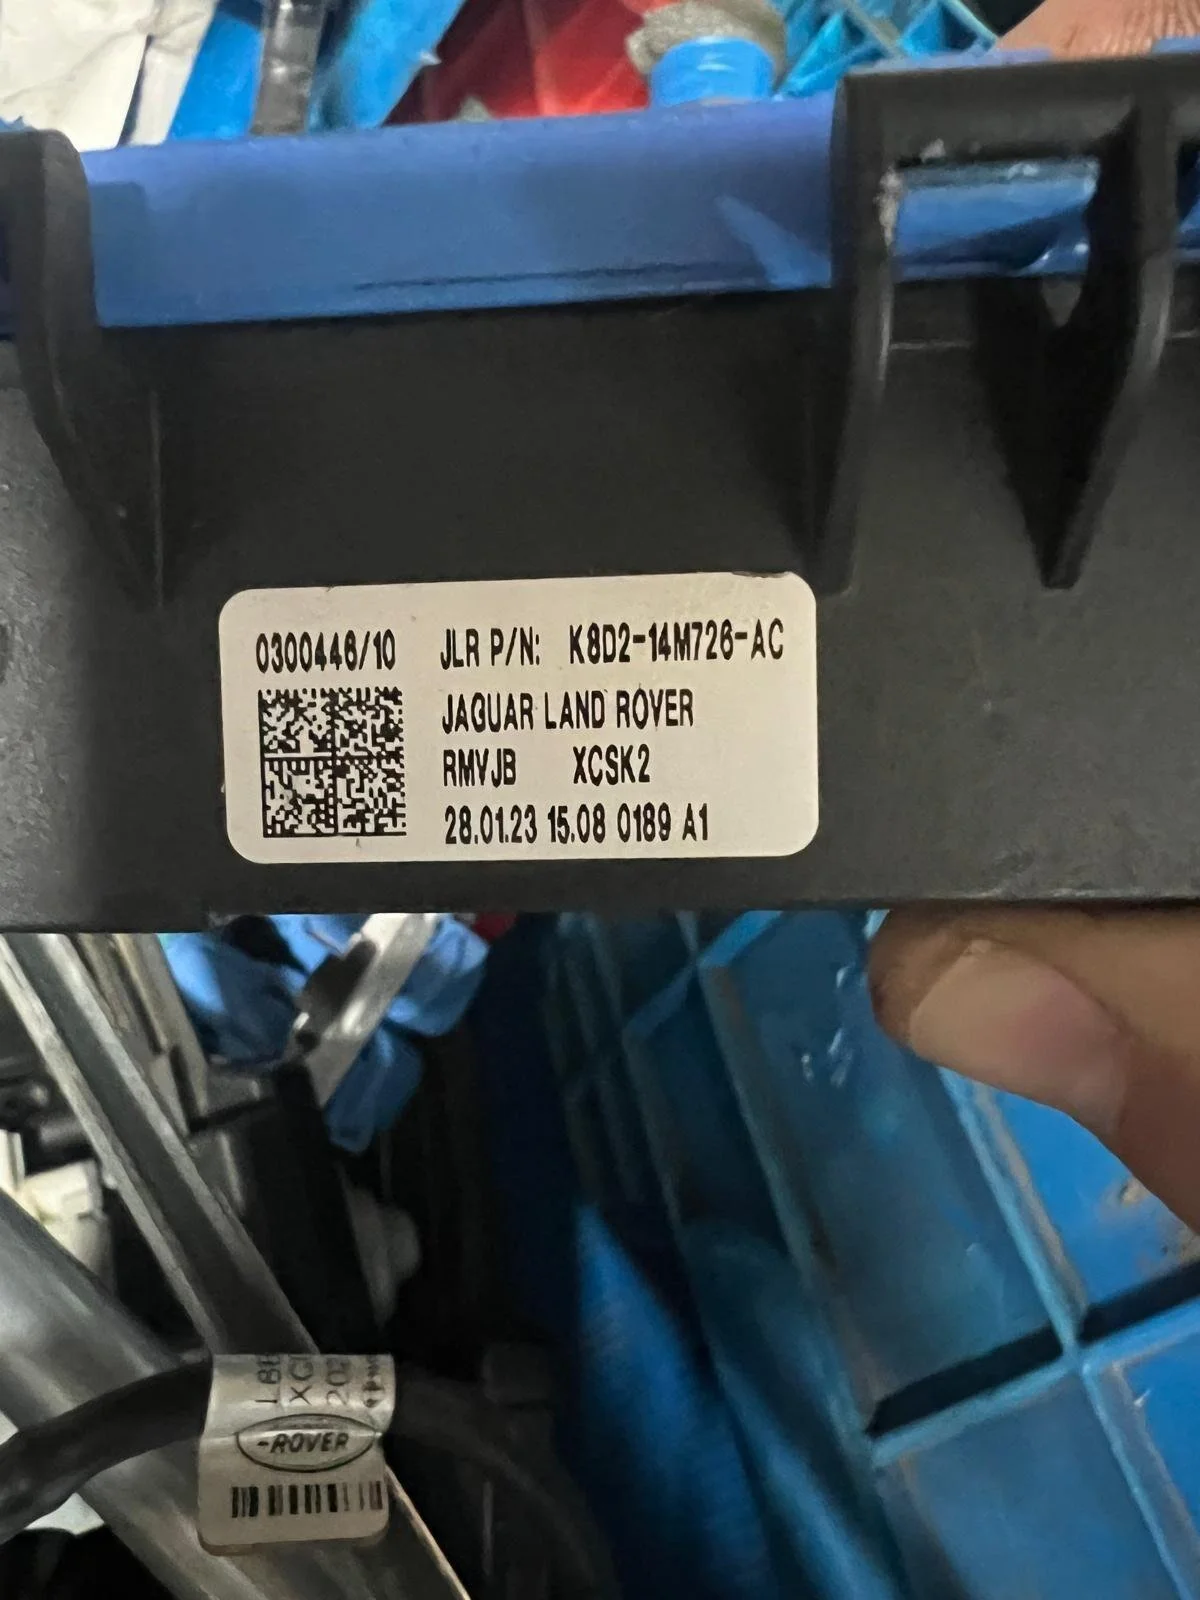 0300446/10 JLR P/N: K8D2-14M726-AC
JAGUAR LAND ROVER
RMVJB XCSK2
28.01.23 15.08 0189 A1
-ROVER